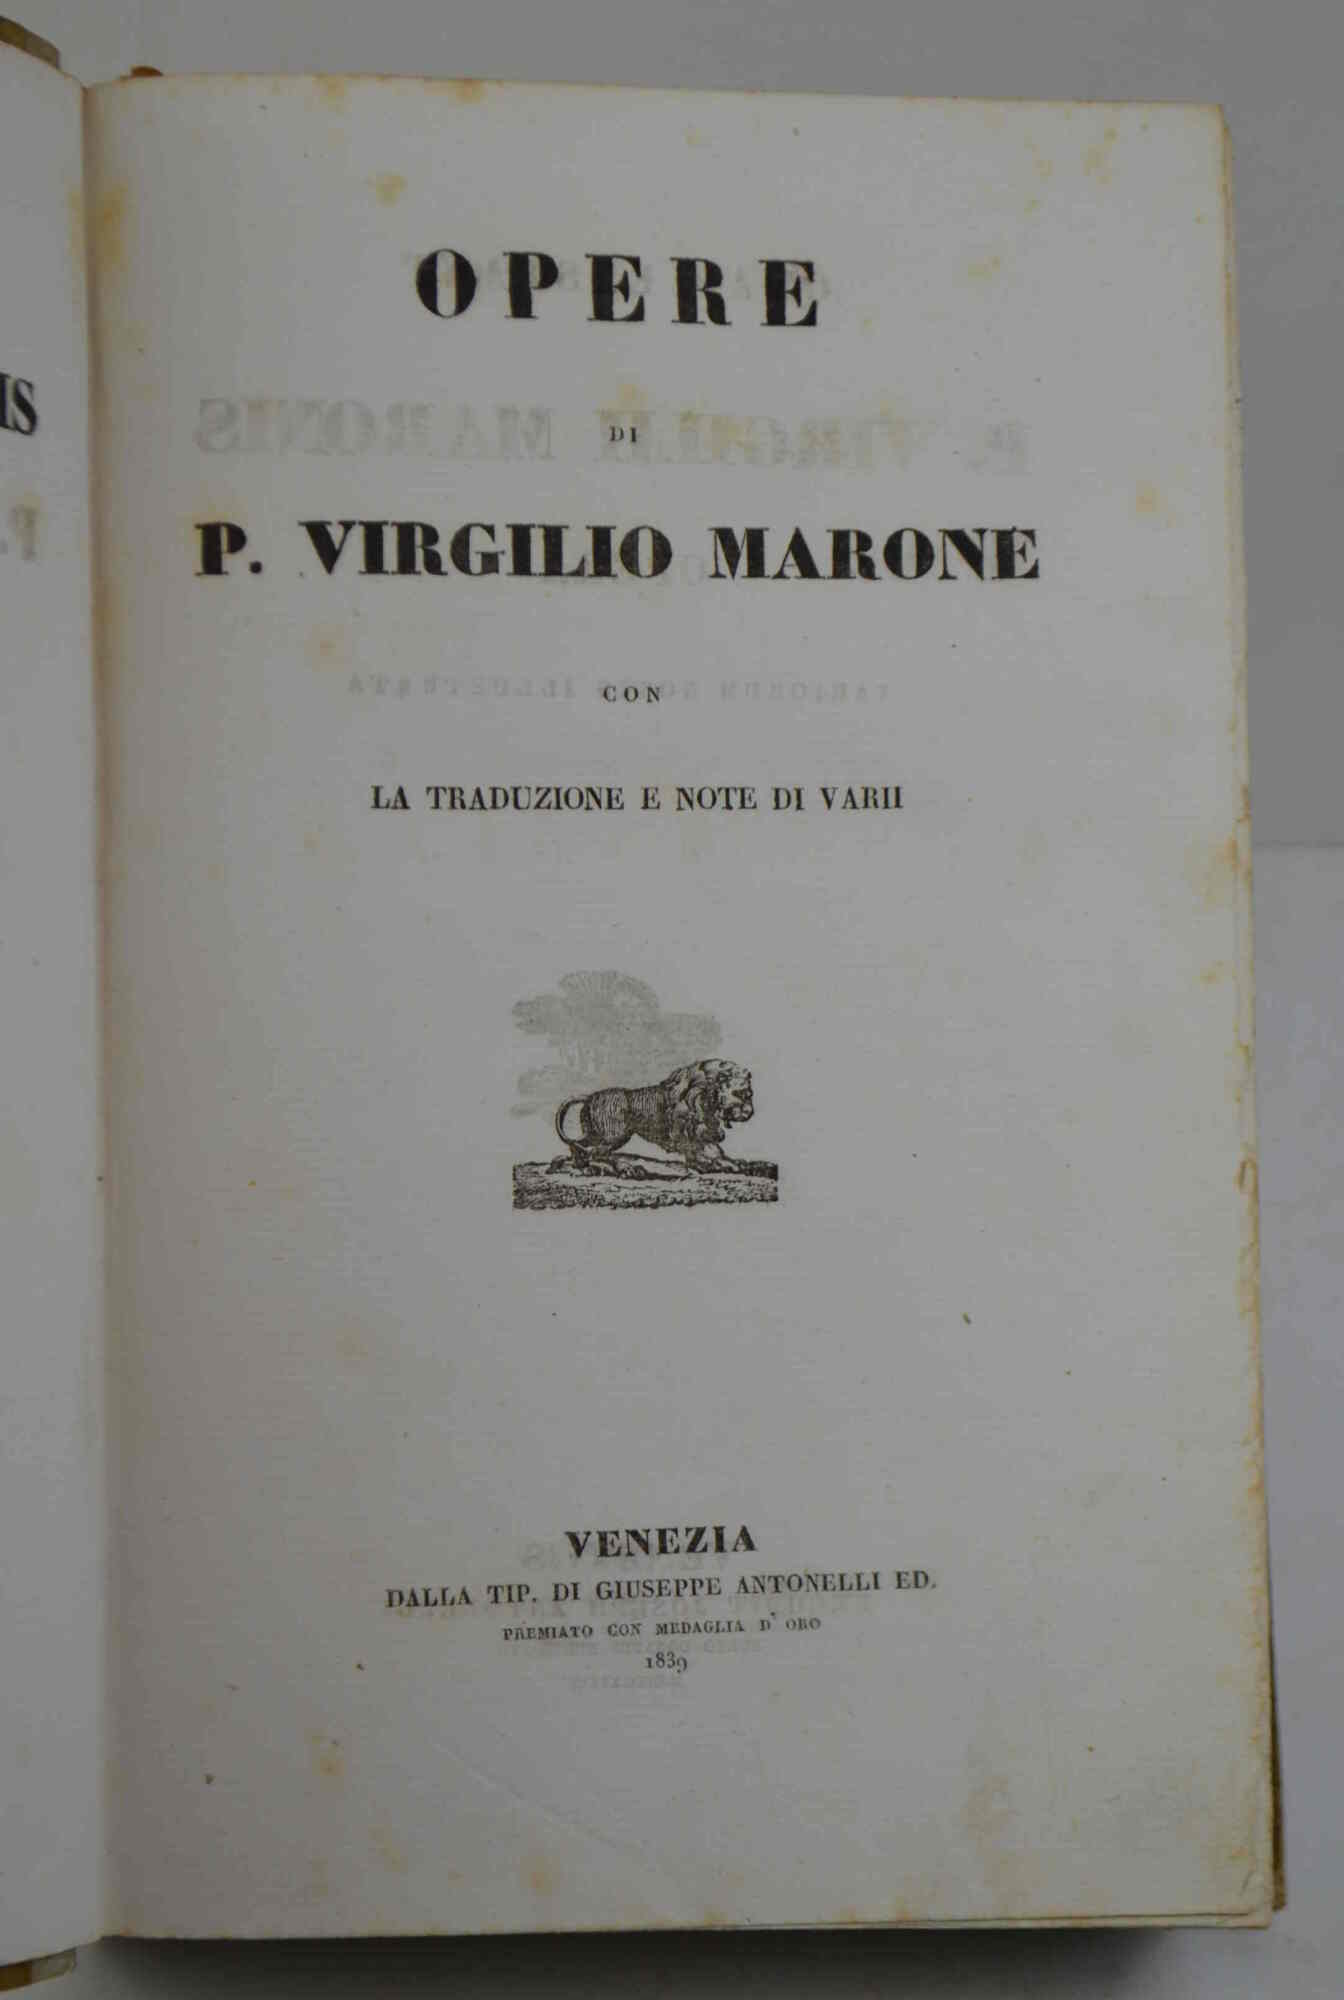 OPERE
DI
P. VIRGILIO MARONE
CON
LA TRADUZIONE E NOTE DI VARII
VENEZIA
DALLA TIP. DI GIUSEPPE ANTONELLI ED.
PREMIATO CON MEDAGLIA D' ORO
1839
IS